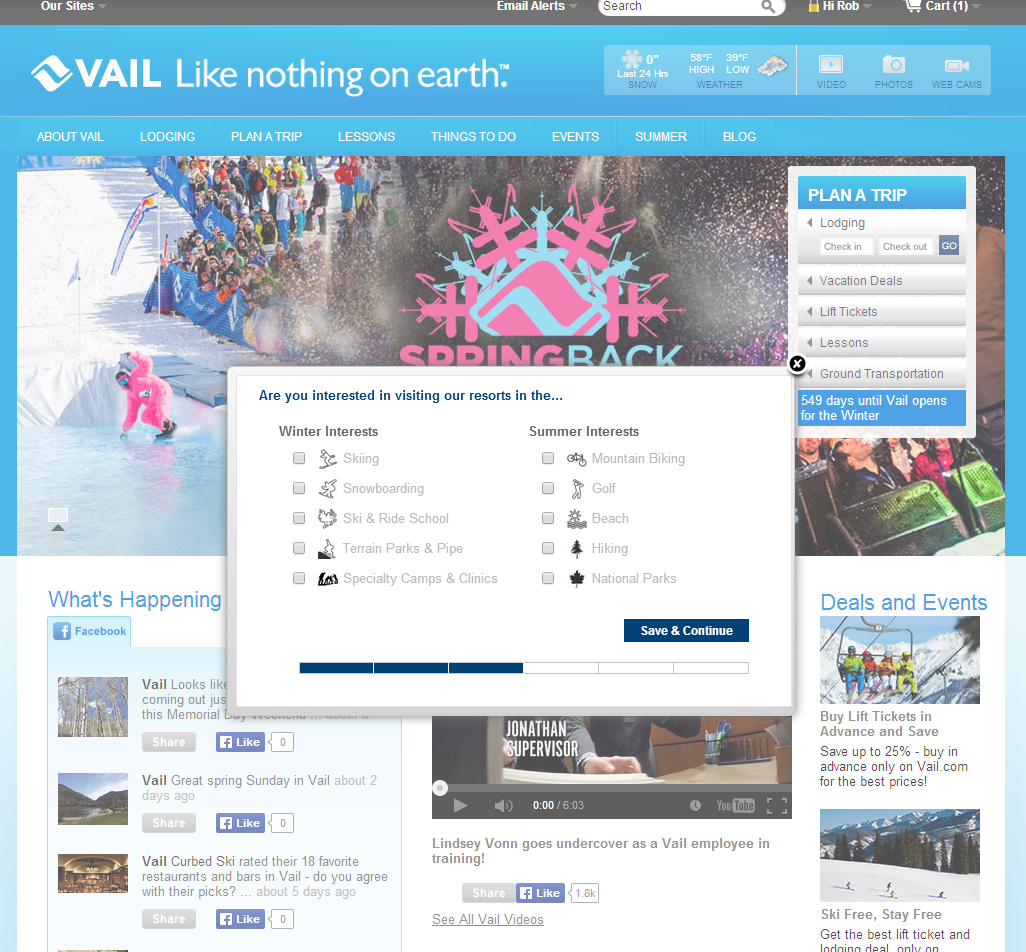 Our Sites
Email Alerts
Search
Hi Rob
Cart (1)
VAIL Like nothing on earth.™
0"
Last 24 Hrs
SNOW
58°F
HIGH
39°F
LOW
WEATHER
VIDEO
PHOTOS
WEB CAMS
ABOUT VAIL
LODGING
PLAN A TRIP
LESSONS
THINGS TO DO
EVENTS
SUMMER
BLOG
SPRINGBACK
PLAN A TRIP
Lodging
Check in
Check out
GO
Vacation Deals
Lift Tickets
Lessons
Ground Transportation
549 days until Vail opens
for the Winter
Are you interested in visiting our resorts in the...
Winter Interests
Skiing
Snowboarding
Ski & Ride School
Terrain Parks & Pipe
Specialty Camps & Clinics
Summer Interests
Mountain Biking
Golf
Beach
Hiking
National Parks
Save & Continue
What's Happening
Facebook
Vail Looks like
coming out jus
this Memorial Day Weekend ... about a
Share
Like
0
Vail Great spring Sunday in Vail about 2
days ago
Share
Like
0
Vail Curbed Ski rated their 18 favorite
restaurants and bars in Vail - do you agree
with their picks? ... about 5 days ago
Share
Like
0
JONATHAN
SUPERVISOR
0:00 / 6:03
YouTube
Lindsey Vonn goes undercover as a Vail employee in
training!
Share
Like
1.8k
See All Vail Videos
Deals and Events
Buy Lift Tickets in
Advance and Save
Save up to 25% - buy in
advance only on Vail.com
for the best prices!
Ski Free, Stay Free
Get the best lift ticket and
lodging deal, only on